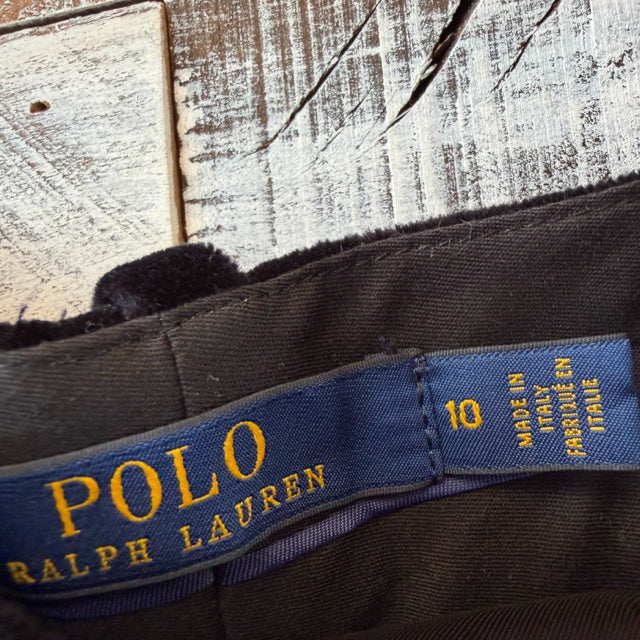 POLO
RALPH LAUREN
10
MADE IN
ITALY
FABRIQUÉ EN
ITALIE